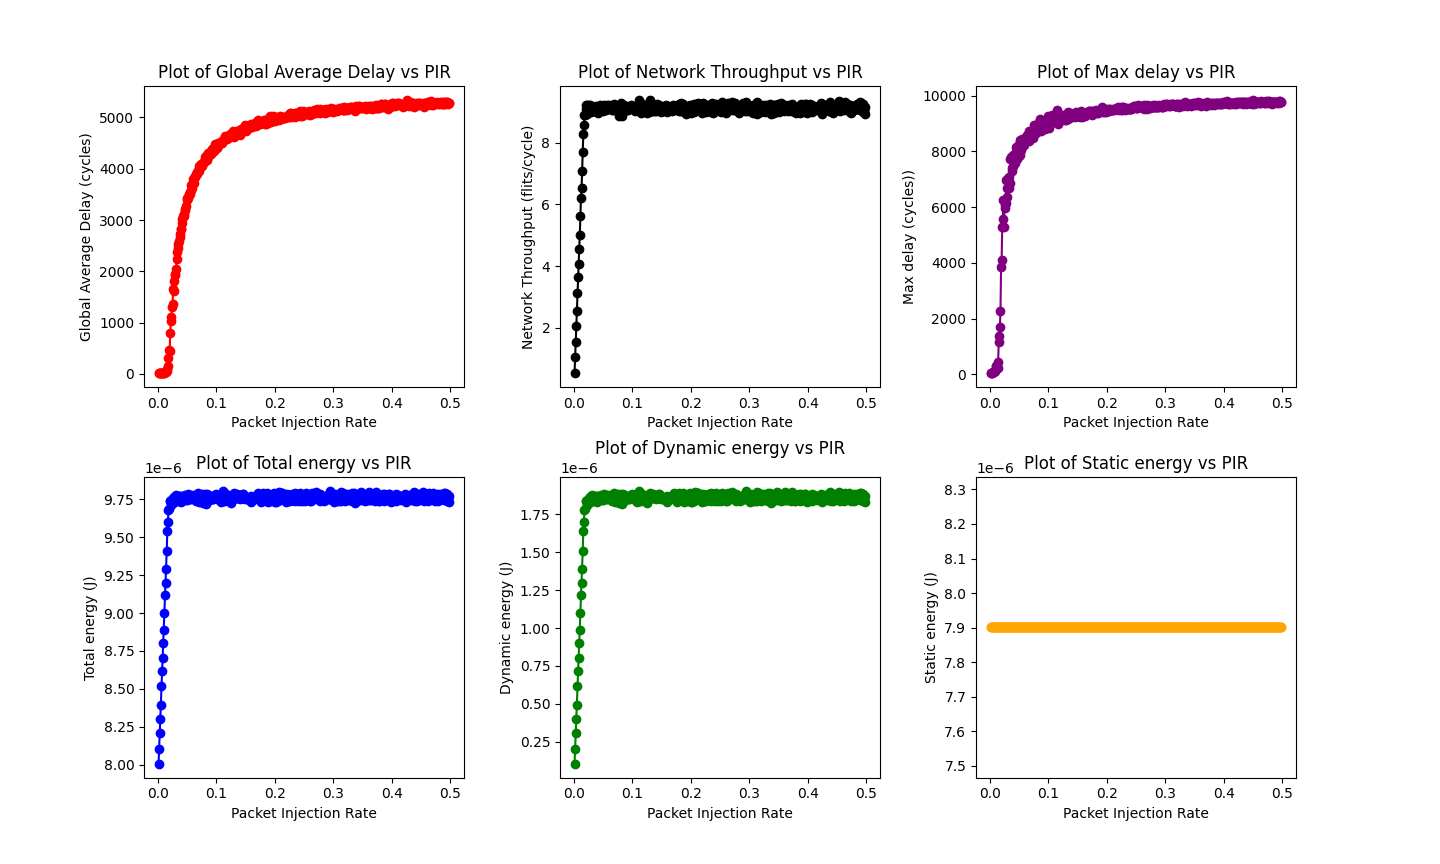 Plot of Global Average Delay vs PIR
Global Average Delay (cycles)
5000
4000
3000
2000
1000
0
0.0 0.1 0.2 0.3 0.4 0.5
Packet Injection Rate
Plot of Network Throughput vs PIR
Network Throughput (flits/cycle)
8
6
4
2
0.0 0.1 0.2 0.3 0.4 0.5
Packet Injection Rate
Plot of Max delay vs PIR
Max delay (cycles))
10000
8000
6000
4000
2000
0
0.0 0.1 0.2 0.3 0.4 0.5
Packet Injection Rate
1e−6
Plot of Total energy vs PIR
Total energy (J)
9.75
9.50
9.25
9.00
8.75
8.50
8.25
8.00
0.0 0.1 0.2 0.3 0.4 0.5
Packet Injection Rate
Plot of Dynamic energy vs PIR
1e−6
Dynamic energy (J)
1.75
1.50
1.25
1.00
0.75
0.50
0.25
0.0 0.1 0.2 0.3 0.4 0.5
Packet Injection Rate
1e−6
Plot of Static energy vs PIR
Static energy (J)
8.3
8.2
8.1
8.0
7.9
7.8
7.7
7.6
7.5
0.0 0.1 0.2 0.3 0.4 0.5
Packet Injection Rate